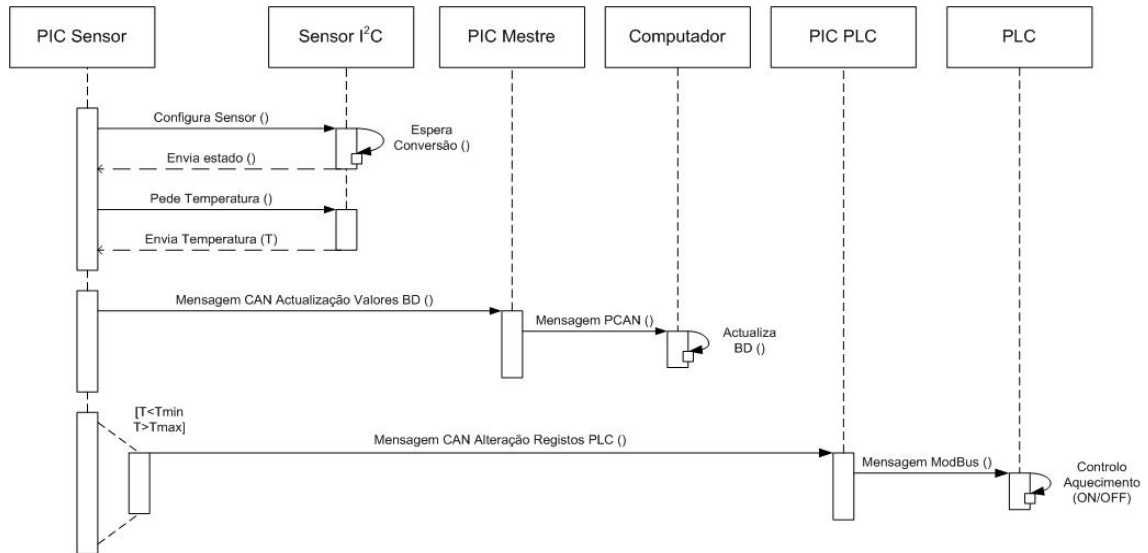 PIC Sensor
Sensor I²C
PIC Mestre
Computador
PIC PLC
PLC
Configura Sensor ()
Espera
Conversão ()
Envia estado ()
Pede Temperatura ()
Envia Temperatura (T)
Mensagem CAN Actualização Valores BD ()
Mensagem PCAN ()
Actualiza
BD ()
[T<Tmin
T>Tmax]
Mensagem CAN Alteração Registos PLC ()
Mensagem ModBus ()
Controlo
Aquecimento
(ON/OFF)